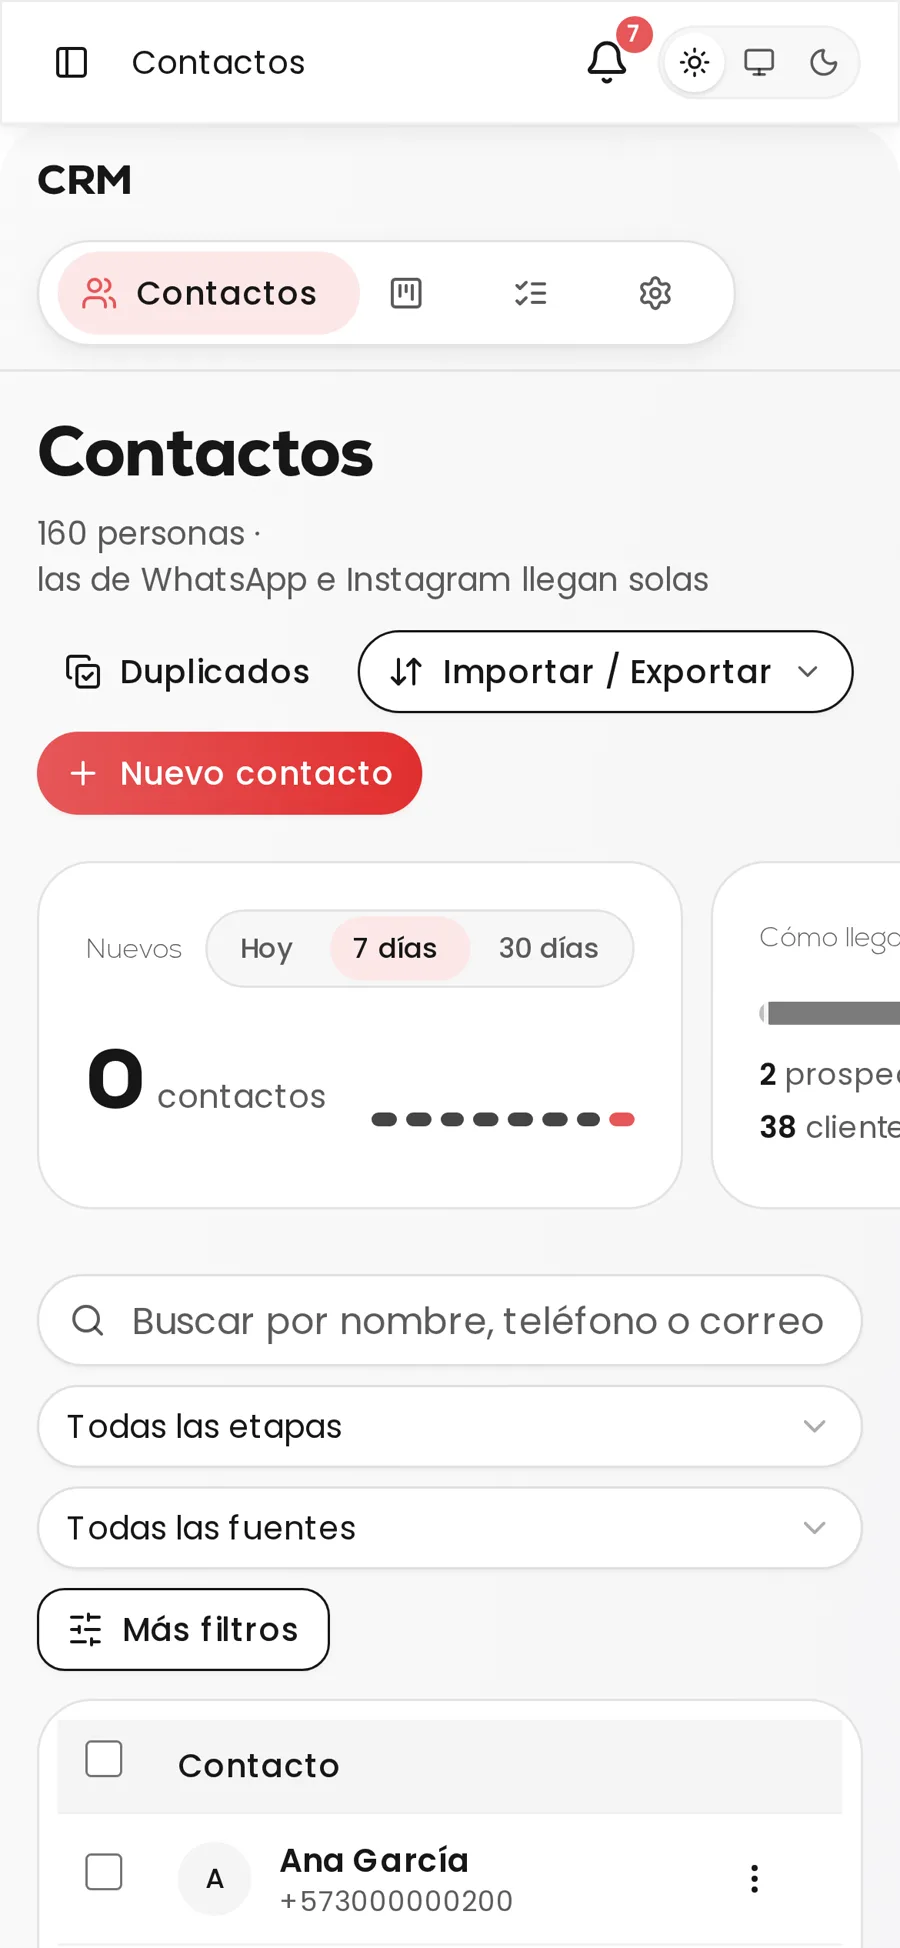 Contactos
7
CRM
Contactos
Contactos
160 personas ·
las de WhatsApp e Instagram llegan solas
Duplicados
Importar / Exportar
Nuevo contacto
Nuevos
Hoy
7 días
30 días
0 contactos
Cómo
2
38
Buscar por nombre, teléfono o correo
Todas las etapas
Todas las fuentes
Más filtros
Contacto
A
Ana García
+573000000200